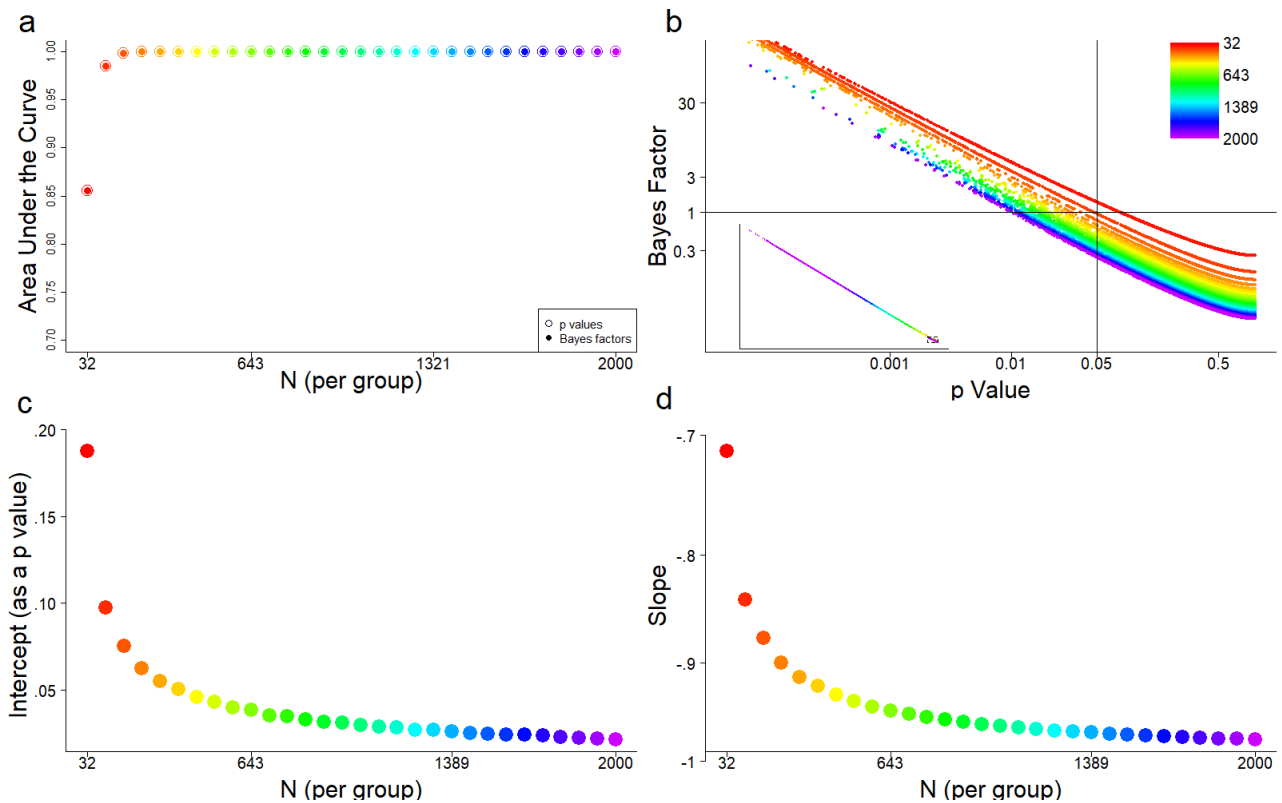 a
Area Under the Curve
1.00
0.95
0.90
0.85
0.80
0.75
0.70
p values
Bayes factors
32
643
1321
2000
N (per group)
b
Bayes Factor
30
3
1
0.3
32
643
1389
2000
0.001
0.01
0.05
0.5
p Value
c
Intercept (as a p value)
.20
.15
.10
.05
32
643
1389
2000
N (per group)
d
Slope
-.7
-.8
-.9
-1
32
643
1389
2000
N (per group)